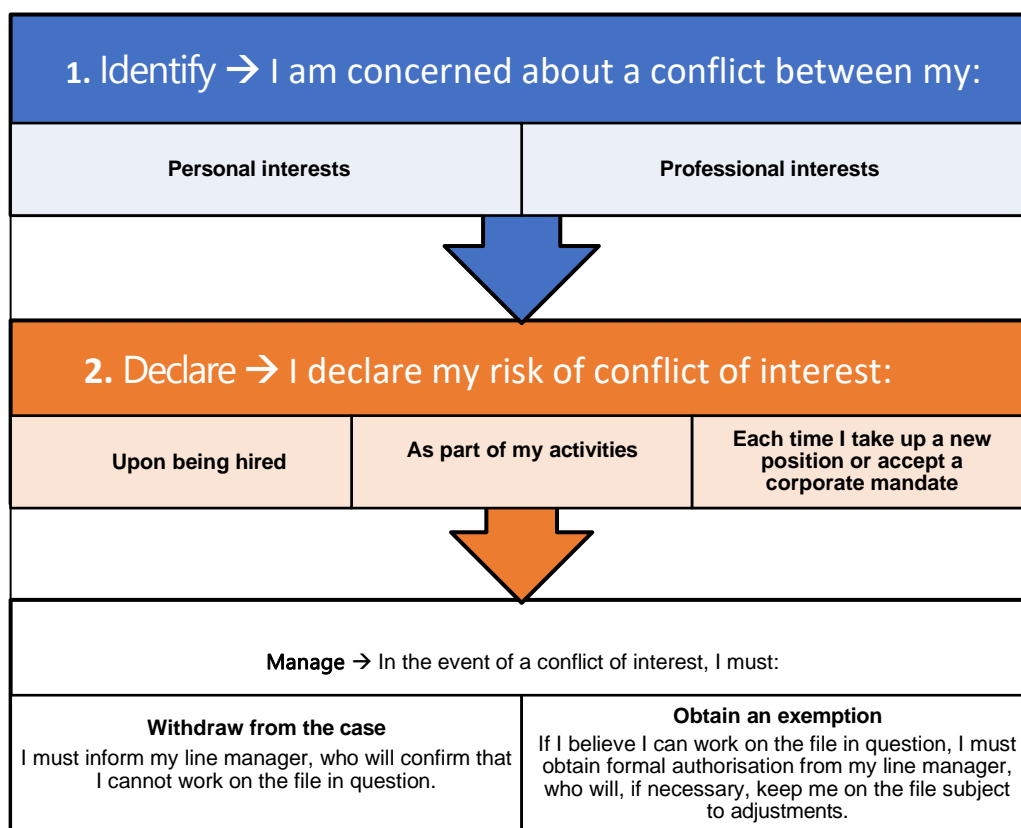 1. Identify → I am concerned about a conflict between my:
Personal interests
Professional interests
2. Declare → I declare my risk of conflict of interest:
Upon being hired
As part of my activities
Each time I take up a new
position or accept a
corporate mandate
Manage → In the event of a conflict of interest, I must:
Withdraw from the case
I must inform my line manager, who will confirm that
I cannot work on the file in question.
Obtain an exemption
If I believe I can work on the file in question, I must
obtain formal authorisation from my line manager,
who will, if necessary, keep me on the file subject
to adjustments.